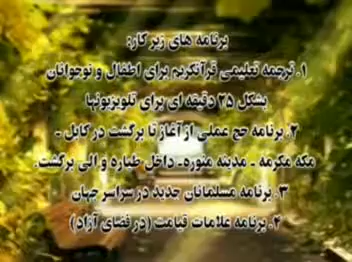 برنامه های زیر کار:
۱. ترجمه تعلیمی قرآنکریم برای اطفال و نوجوانان
بشکل ۲۵ دقیقه ای برای تلویزیونها
۲. برنامه حج عملی از آغاز تا برگشت در کابل -
مکه مکرمه - مدینه منوره- داخل طیاره و الی برگشت.
۳. برنامه مسلمانان جدید در سراسر جهان
۴. برنامه علامات قیامت (در فضای آزاد)